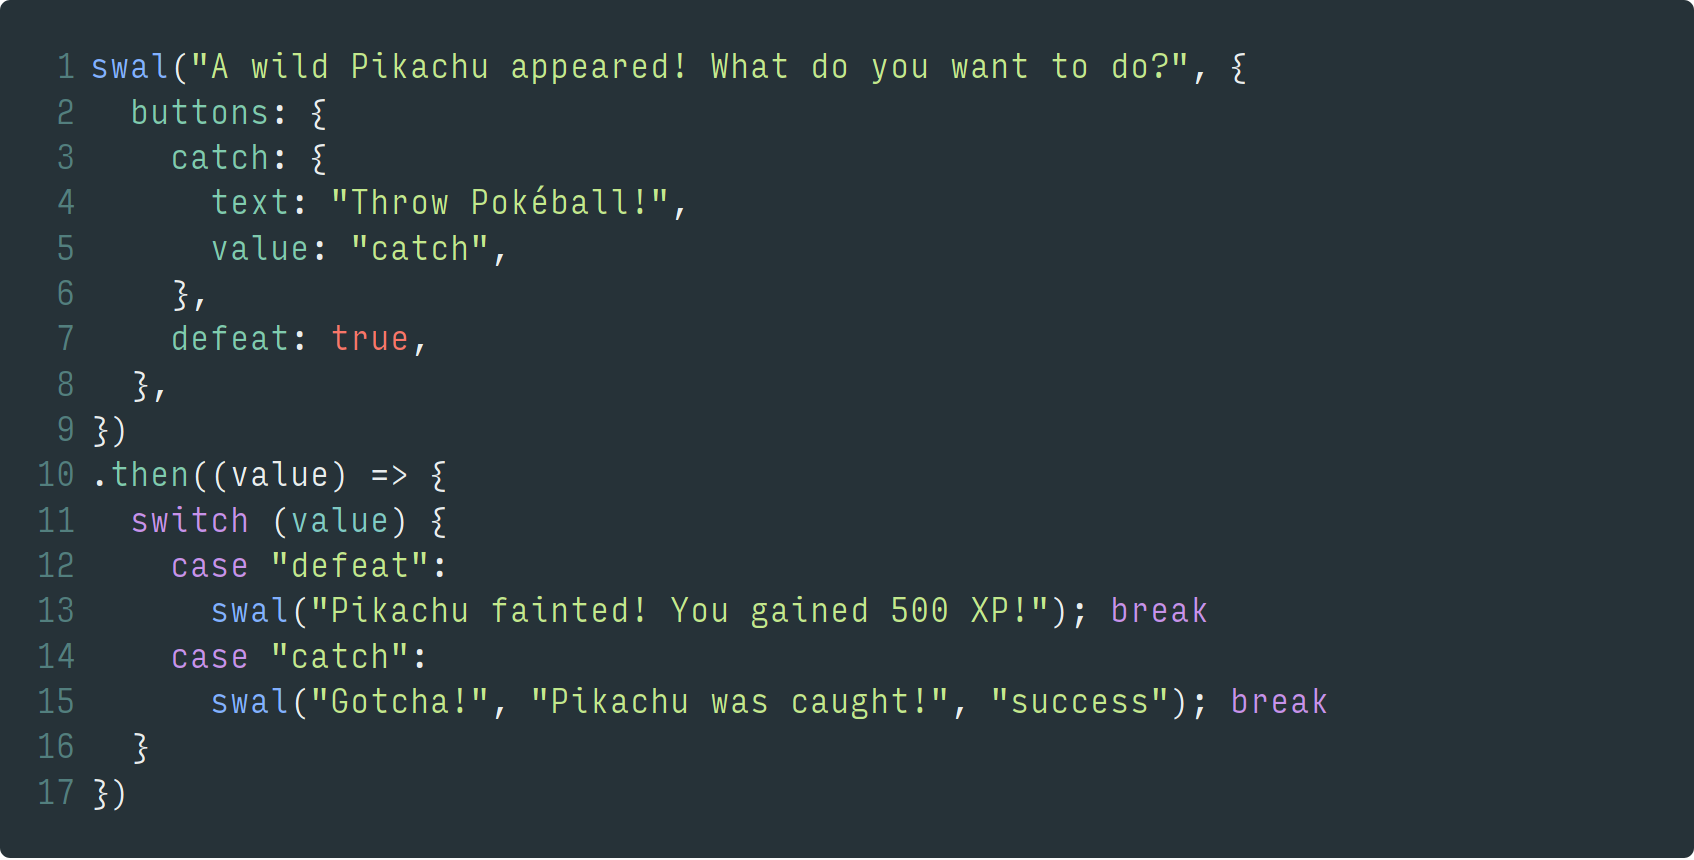 1 swal("A wild Pikachu appeared! What do you want to do?", {
2   buttons: {
3     catch: {
4       text: "Throw Pokéball!",
5       value: "catch",
6     },
7     defeat: true,
8   },
9 })
10 .then((value) => {
11   switch (value) {
12     case "defeat":
13       swal("Pikachu fainted! You gained 500 XP!"); break
14     case "catch":
15       swal("Gotcha!", "Pikachu was caught!", "success"); break
16   }
17 })